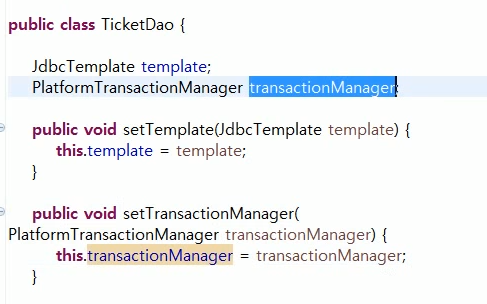 public class TicketDao {
JdbcTemplate template;
PlatformTransactionManager transactionManager;
public void setTemplate(JdbcTemplate template) {
this.template = template;
}
public void setTransactionManager(
PlatformTransactionManager transactionManager) {
this.transactionManager = transactionManager;
}